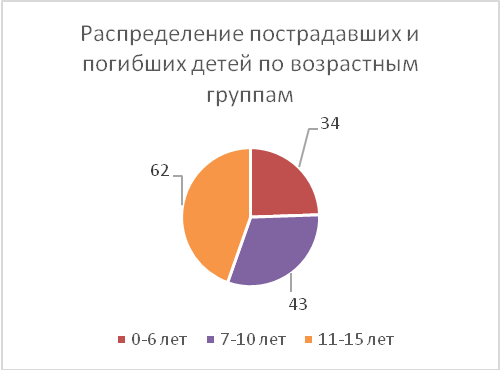 Распределение пострадавших и
погибших детей по возрастным
группам
34
62
43
0-6 лет 7-10 лет 11-15 лет